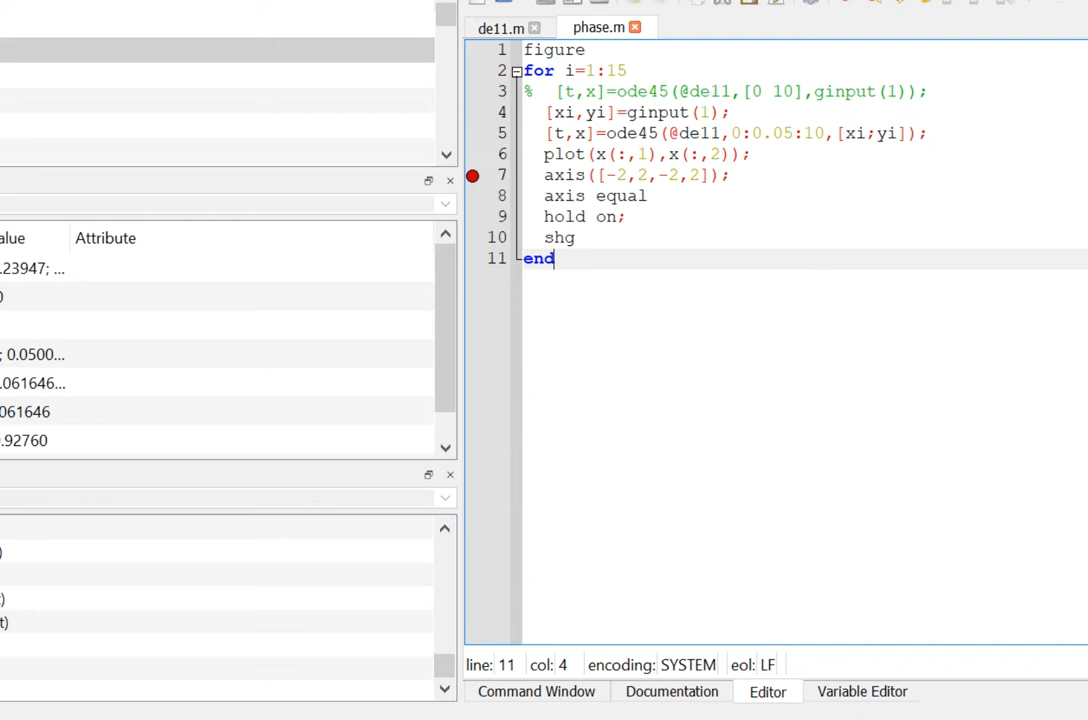 de11.m
phase.m
1 figure
2 for i=1:15
3 %  [t,x]=ode45(@de11,[0 10],ginput(1));
4 [xi,yi]=ginput(1);
5 [t,x]=ode45(@de11,0:0.05:10,[xi;yi]);
6 plot(x(:,1),x(:,2));
7 axis([-2,2,-2,2]);
8 axis equal
9 hold on;
10 shg
11 end
alue Attribute
.23947; ...
0
; 0.0500...
.061646...
061646
.92760
)
t)
t)
line: 11 col: 4 encoding: SYSTEM eol: LF
Command Window Documentation Editor Variable Editor